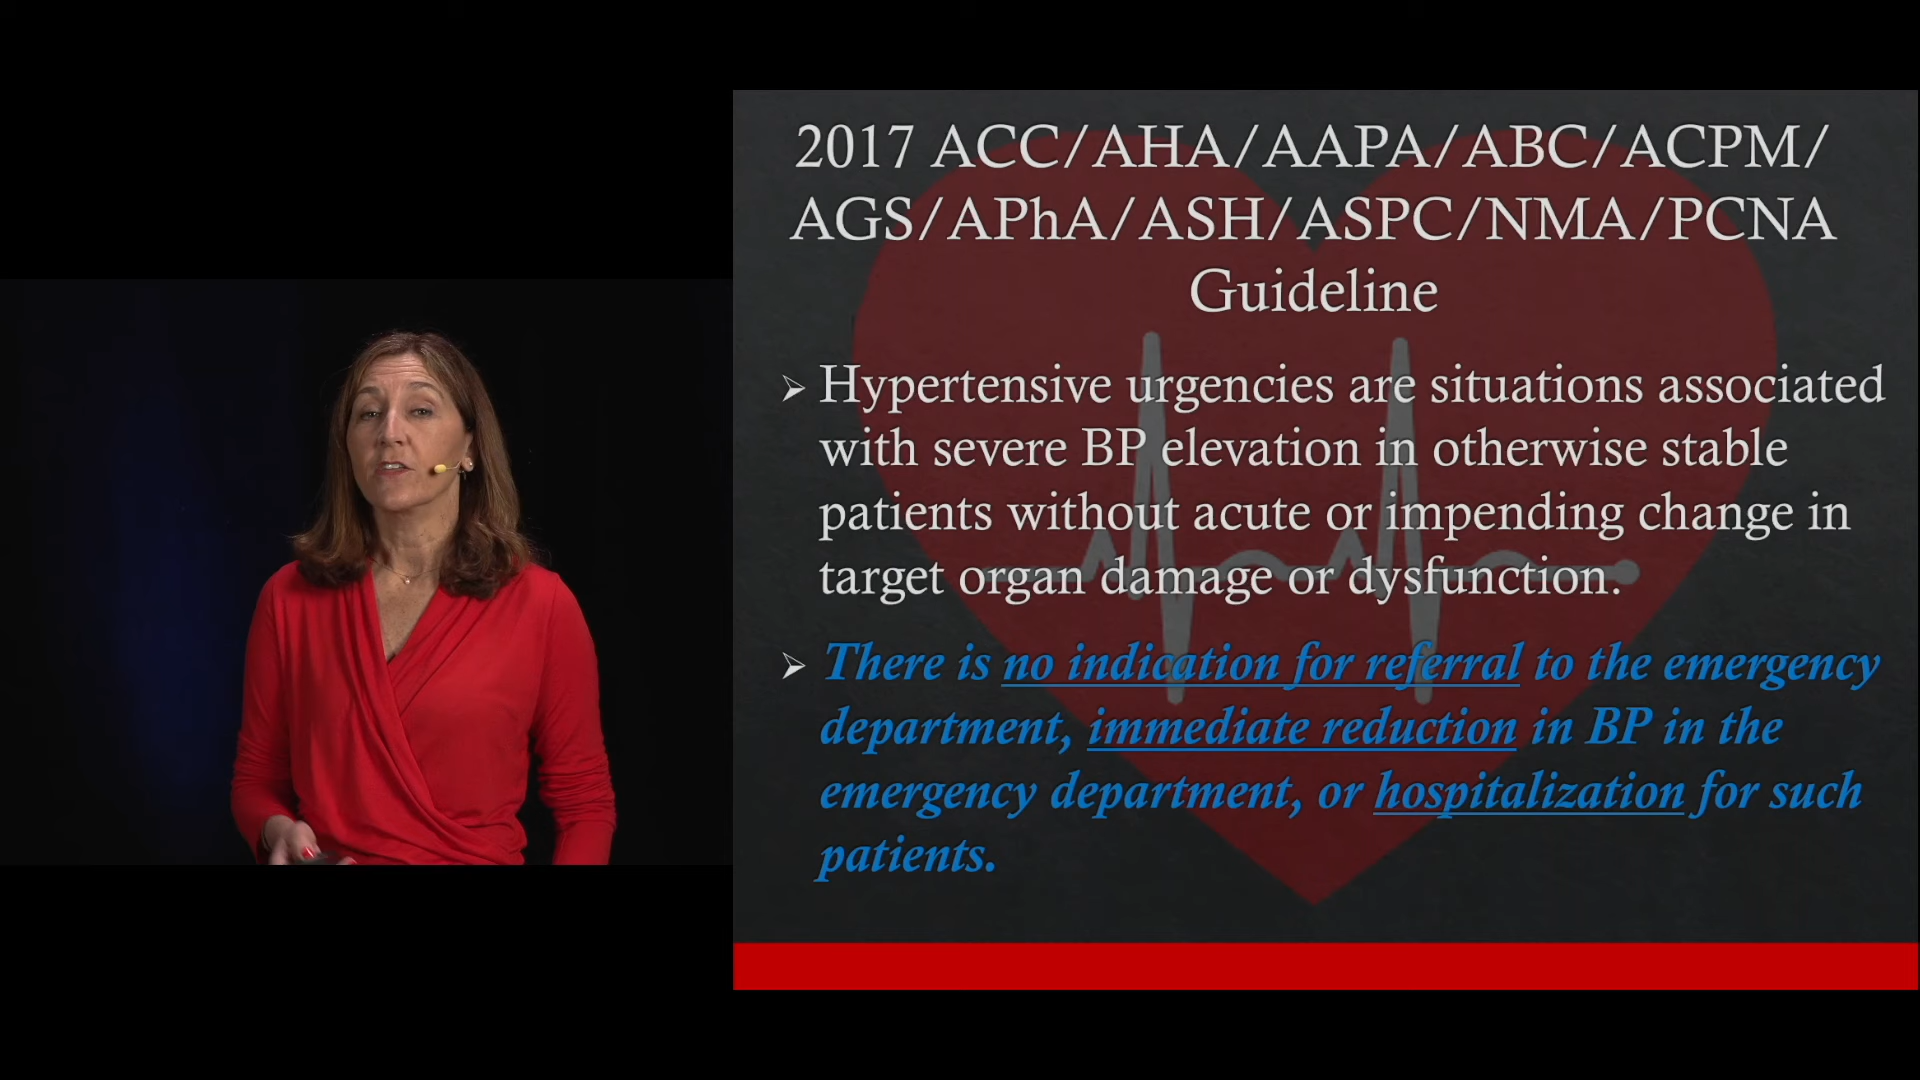 2017 ACC/AHA/AAPA/ABC/ACPM/
AGS/APhA/ASH/ASPC/NMA/PCNA
Guideline
➢ Hypertensive urgencies are situations associated
with severe BP elevation in otherwise stable
patients without acute or impending change in
target organ damage or dysfunction.
➢ There is no indication for referral to the emergency
department, immediate reduction in BP in the
emergency department, or hospitalization for such
patients.